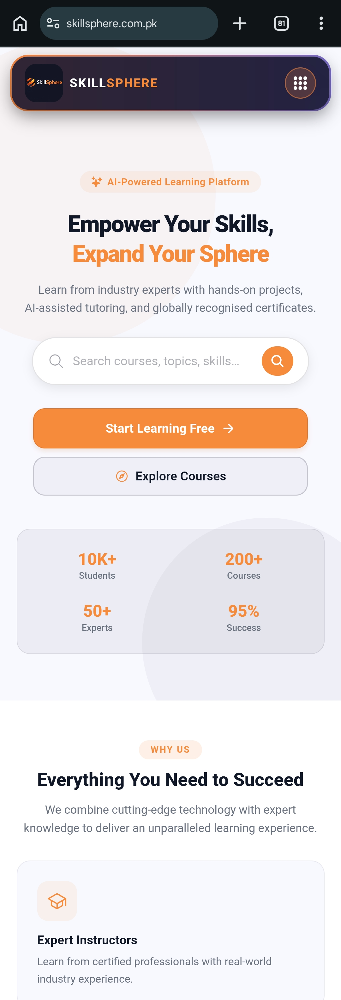 skillsphere.com.pk
81
SkillSphere
SKILLSPHERE
AI-Powered Learning Platform
Empower Your Skills,
Expand Your Sphere
Learn from industry experts with hands-on projects,
AI-assisted tutoring, and globally recognised certificates.
Search courses, topics, skills...
Start Learning Free
Explore Courses
10K+
Students
200+
Courses
50+
Experts
95%
Success
WHY US
Everything You Need to Succeed
We combine cutting-edge technology with expert
knowledge to deliver an unparalleled learning experience.
Expert Instructors
Learn from certified professionals with real-world
industry experience.